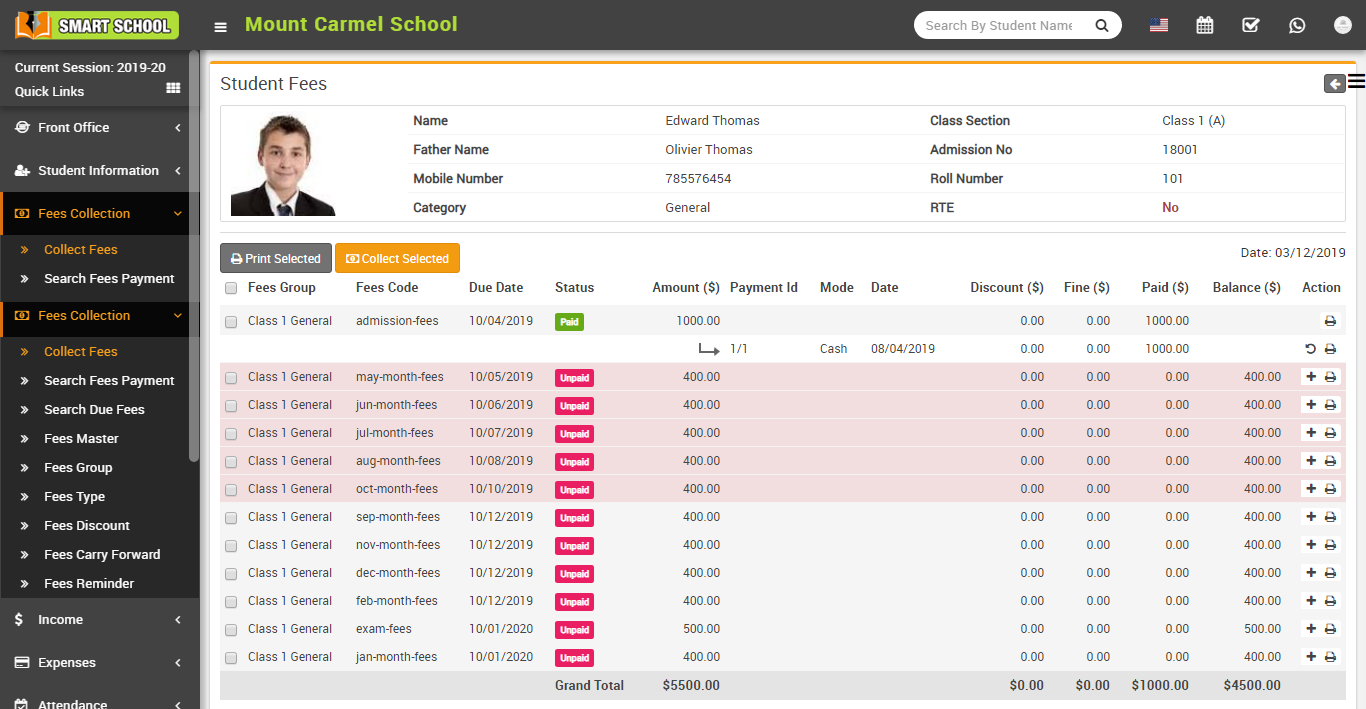 SMART SCHOOL
Mount Carmel School
Search By Student Name
Current Session: 2019-20
Quick Links
Front Office
Student Information
Fees Collection
Collect Fees
Search Fees Payment
Fees Collection
Collect Fees
Search Fees Payment
Search Due Fees
Fees Master
Fees Group
Fees Type
Fees Discount
Fees Carry Forward
Fees Reminder
Income
Expenses
Attendance
Student Fees
Name Edward Thomas Class Section Class 1 (A)
Father Name Olivier Thomas Admission No 18001
Mobile Number 785576454 Roll Number 101
Category General RTE No
Print Selected Collect Selected Date: 03/12/2019
Fees Group Fees Code Due Date Status Amount ($) Payment Id Mode Date Discount ($) Fine ($) Paid ($) Balance ($) Action
Class 1 General admission-fees 10/04/2019 Paid 1000.00 0.00 0.00 1000.00
1/1 Cash 08/04/2019 0.00 0.00 1000.00
Class 1 General may-month-fees 10/05/2019 Unpaid 400.00 0.00 0.00 0.00 400.00
Class 1 General jun-month-fees 10/06/2019 Unpaid 400.00 0.00 0.00 0.00 400.00
Class 1 General jul-month-fees 10/07/2019 Unpaid 400.00 0.00 0.00 0.00 400.00
Class 1 General aug-month-fees 10/08/2019 Unpaid 400.00 0.00 0.00 0.00 400.00
Class 1 General oct-month-fees 10/10/2019 Unpaid 400.00 0.00 0.00 0.00 400.00
Class 1 General sep-month-fees 10/12/2019 Unpaid 400.00 0.00 0.00 0.00 400.00
Class 1 General nov-month-fees 10/12/2019 Unpaid 400.00 0.00 0.00 0.00 400.00
Class 1 General dec-month-fees 10/12/2019 Unpaid 400.00 0.00 0.00 0.00 400.00
Class 1 General feb-month-fees 10/12/2019 Unpaid 400.00 0.00 0.00 0.00 400.00
Class 1 General exam-fees 10/01/2020 Unpaid 500.00 0.00 0.00 0.00 500.00
Class 1 General jan-month-fees 10/01/2020 Unpaid 400.00 0.00 0.00 0.00 400.00
Grand Total $5500.00 $0.00 $0.00 $1000.00 $4500.00